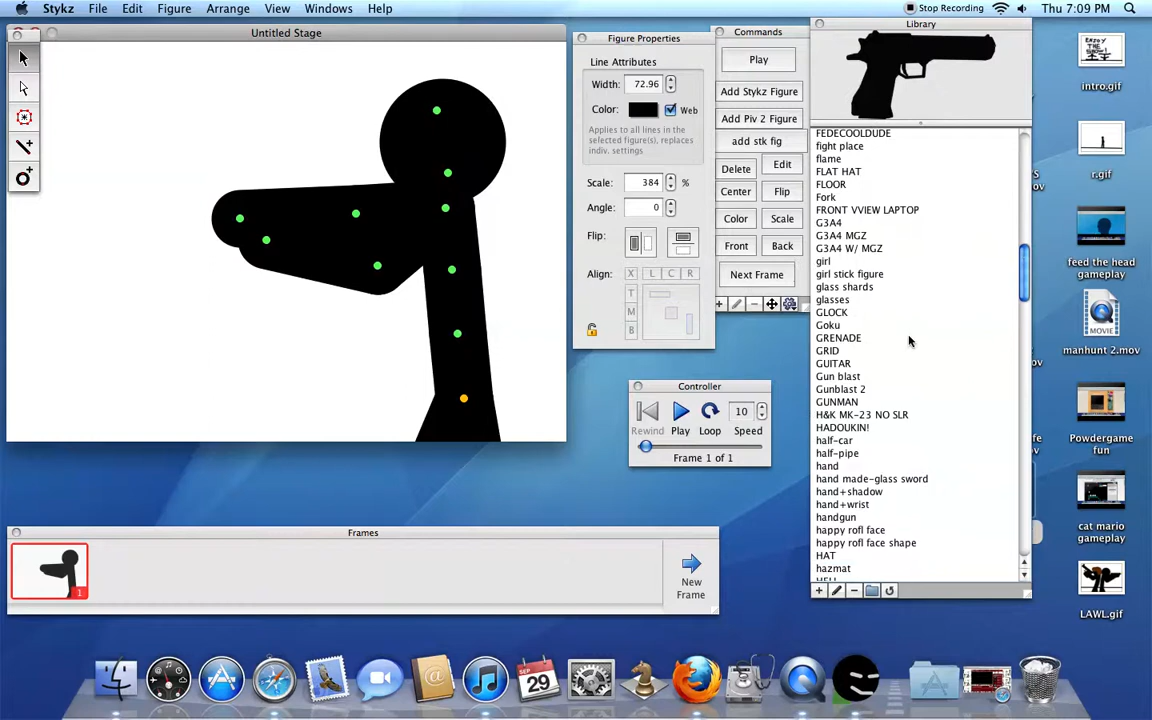 Stykz File Edit Figure Arrange View Windows Help
Stop Recording Thu 7:09 PM
Untitled Stage
Figure Properties
Line Attributes
Width: 72.96
Color: Web
Applies to all lines in the
selected figure(s), replaces
indiv. settings
Scale: 384 %
Angle: 0
Flip:
Align: X L C R
T
M
B
Commands
Play
Add Stykz Figure
Add Piv 2 Figure
add stk fig
Delete Edit
Center Flip
Color Scale
Front Back
Next Frame
Controller
Rewind Play Loop 10 Speed
Frame 1 of 1
Library
FEDECOOLDUDE
fight place
flame
FLAT HAT
FLOOR
Fork
FRONT VVIEW LAPTOP
G3A4
G3A4 MGZ
G3A4 W/ MGZ
girl
girl stick figure
glass shards
glasses
GLOCK
Goku
GRENADE
GRID
GUITAR
Gun blast
Gunblast 2
GUNMAN
H&K MK-23 NO SLR
HADOUKIN!
half-car
half-pipe
hand
hand made-glass sword
hand+shadow
hand+wrist
handgun
happy rofl face
happy rofl face shape
HAT
hazmat
Frames
1
New
Frame
ENJOY
THE
intro.gif
r.gif
feed the head
gameplay
MOVIE
manhunt 2.mov
Powdergame
fun
cat mario
gameplay
LAWL.gif
SEP
29